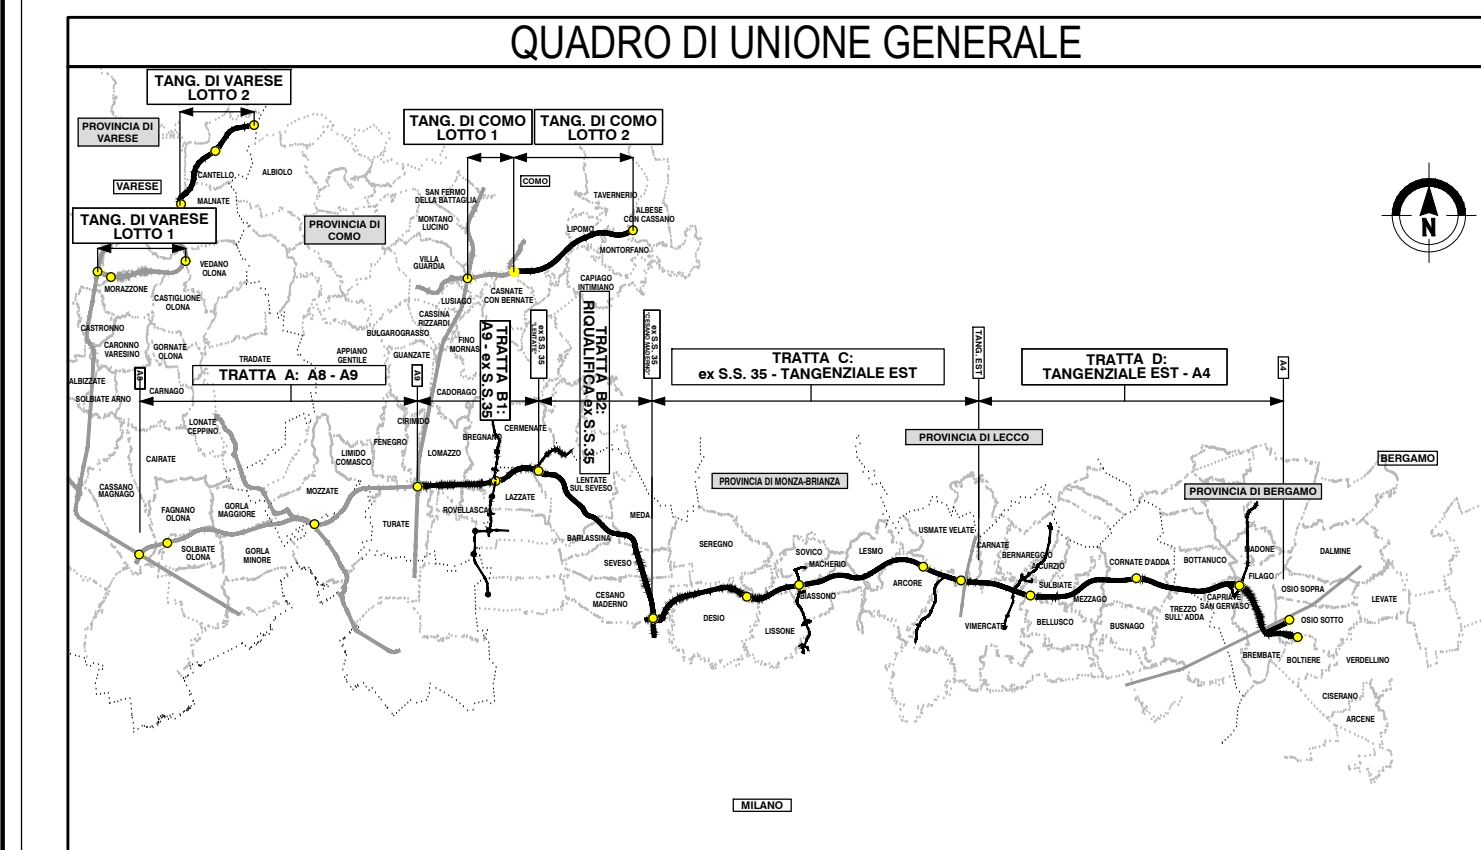 QUADRO DI UNIONE GENERALE
TANG. DI VARESE
LOTTO 2
PROVINCIA DI
VARESE
CANTELLO
ALBIOLO
VARESE
MALNATE
TANG. DI VARESE
LOTTO 1
VEDANO
OLONA
MORAZZONE
CASTIGLIONE
OLONA
PROVINCIA DI
COMO
TANG. DI COMO
LOTTO 1
TANG. DI COMO
LOTTO 2
COMO
SAN FERMO
DELLA BATTAGLIA
MONTANO
LUCINO
VILLA
GUARDIA
TAVERNERIO
ALBESE
CON CASSANO
LIPOMO
MONTORFANO
CAPIAGO
INTIMIANO
LUSIAGO
CASNATE
CON BERNATE
CASSINA
RIZZARDI
BULGAROGRASSO
FINO
MORNAS
CASTRONNO
CARONNO
VARESINO
GORNATE
OLONA
TRADATE
APPIANO
GENTILE
GUANZATE
ALBIZZATE
SOLBIATE ARNO
A8
CARNAGO
TRATTA A: A8 - A9
A9
CADORAGO
TRATTA B1:
A9 - ex S.S.35
ex S.S. 35
"LENTATE"
TRATTA B2:
RIQUALIFICA ex S.S.35
ex S.S. 35
"CESANO MADERNO"
TRATTA C:
ex S.S. 35 - TANGENZIALE EST
TANG. EST
TRATTA D:
TANGENZIALE EST - A4
A4
N
LONATE
CEPPINO
CIRIMIDO
FENEGRO
BREGNANO
CERMENATE
PROVINCIA DI LECCO
CAIRATE
LIMIDO
COMASCO
LOMAZZO
BERGAMO
CASSANO
MAGNAGO
MOZZATE
LAZZATE
LENTATE
SUL SEVESO
PROVINCIA DI MONZA-BRIANZA
PROVINCIA DI BERGAMO
FAGNANO
OLONA
GORLA
MAGGIORE
TURATE
ROVELLASCA
MEDA
BARLASSINA
SEREGNO
USMATE VELATE
SOLBIATE
OLONA
GORLA
MINORE
SEVESO
SOVICO
MACHERIO
LESMO
CARNATE
BERNAREGGIO
AICURZIO
CORNATE D'ADDA
BOTTANUCO
MADONE
DALMINE
CESANO
MADERNO
BIASSONO
ARCORE
SULBIATE
MEZZAGO
FILAGO
CAPRIATE
SAN GERVASO
OSIO SOPRA
LEVATE
DESIO
LISSONE
VIMERCATE
BELLUSCO
BUSNAGO
TREZZO
SULL' ADDA
OSIO SOTTO
BREMBATE
BOLTIERE
VERDELLINO
CISERANO
ARCENE
MILANO